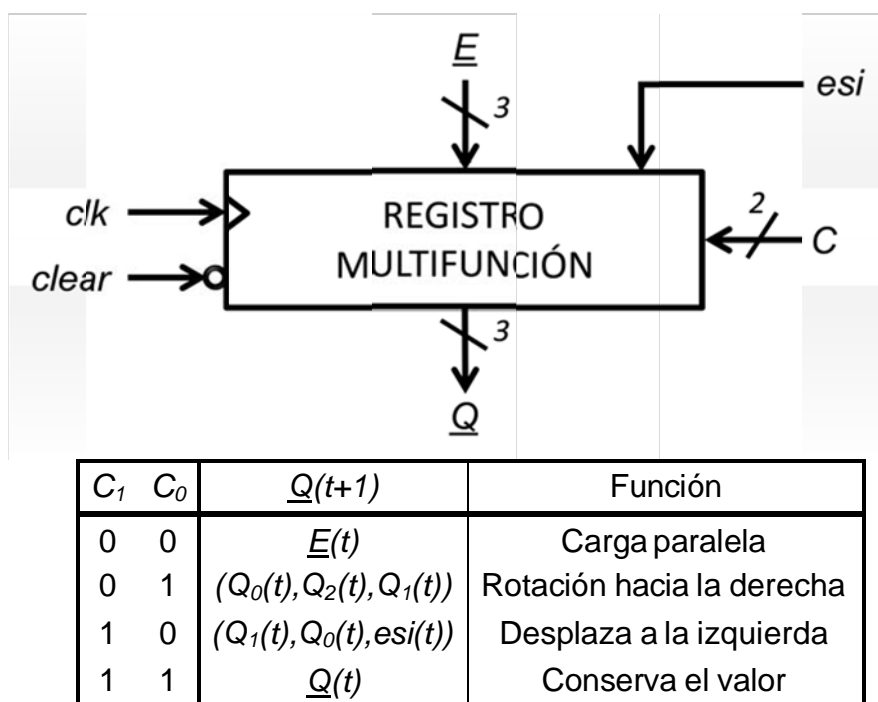 E
3
esi
clk
REGISTRO
MULTIFUNCIÓN
2
C
clear
3
Q
C1 C0 Q(t+1) Función
0 0 E(t) Carga paralela
0 1 (Q0(t),Q2(t),Q1(t)) Rotación hacia la derecha
1 0 (Q1(t),Q0(t),esi(t)) Desplaza a la izquierda
1 1 Q(t) Conserva el valor